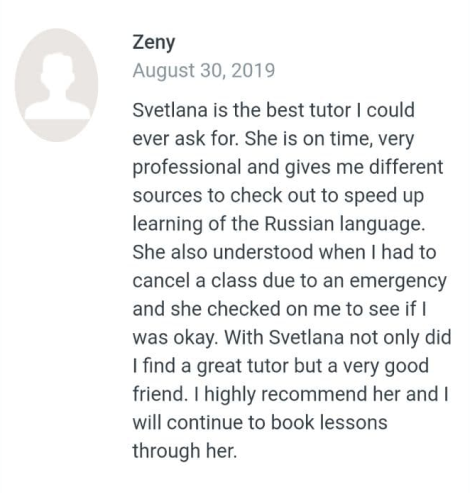 Zeny
August 30, 2019
Svetlana is the best tutor I could
ever ask for. She is on time, very
professional and gives me different
sources to check out to speed up
learning of the Russian language.
She also understood when I had to
cancel a class due to an emergency
and she checked on me to see if I
was okay. With Svetlana not only did
I find a great tutor but a very good
friend. I highly recommend her and I
will continue to book lessons
through her.